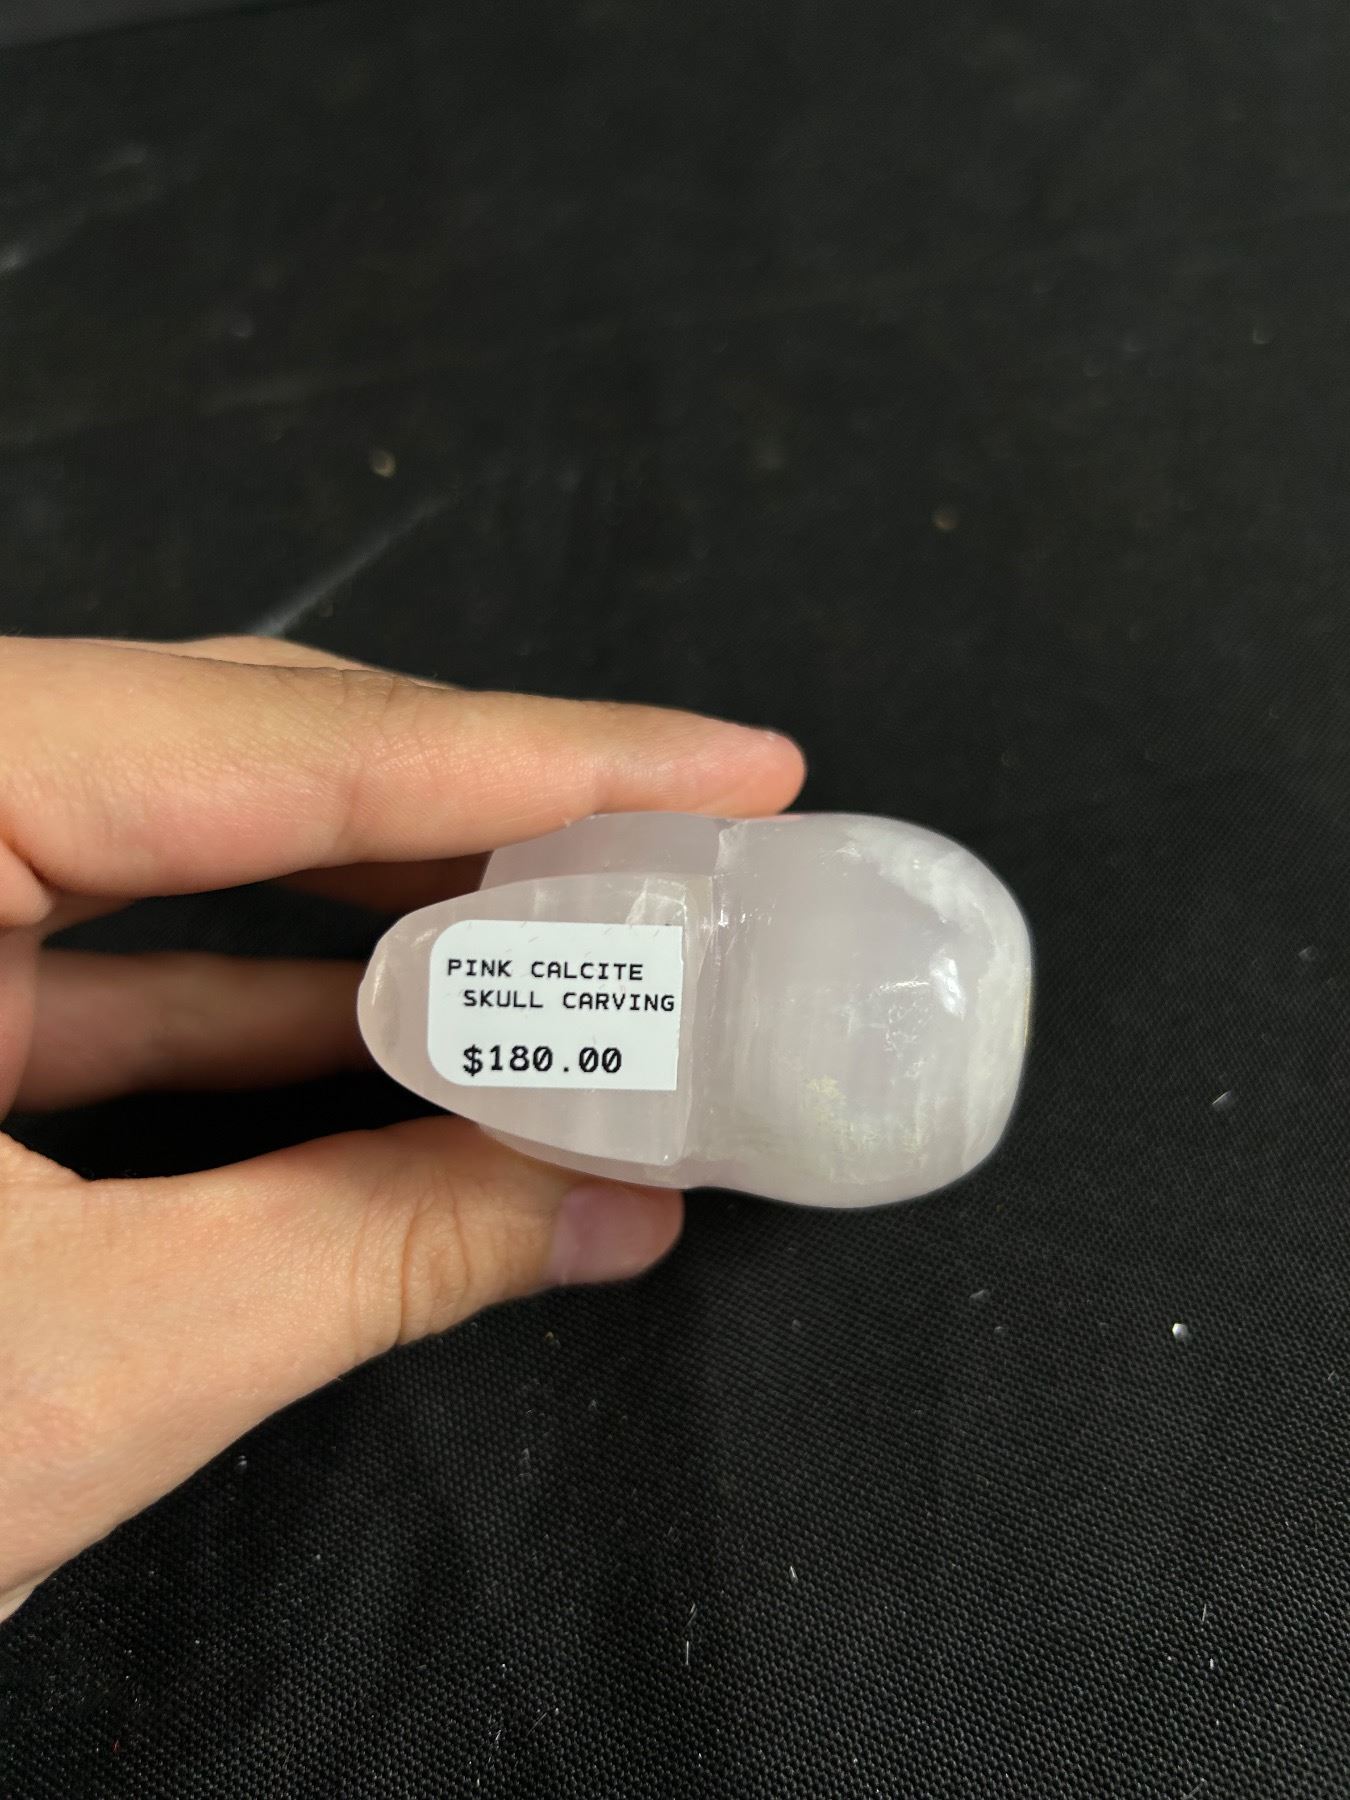 PINK CALCITE
SKULL CARVING
$180.00